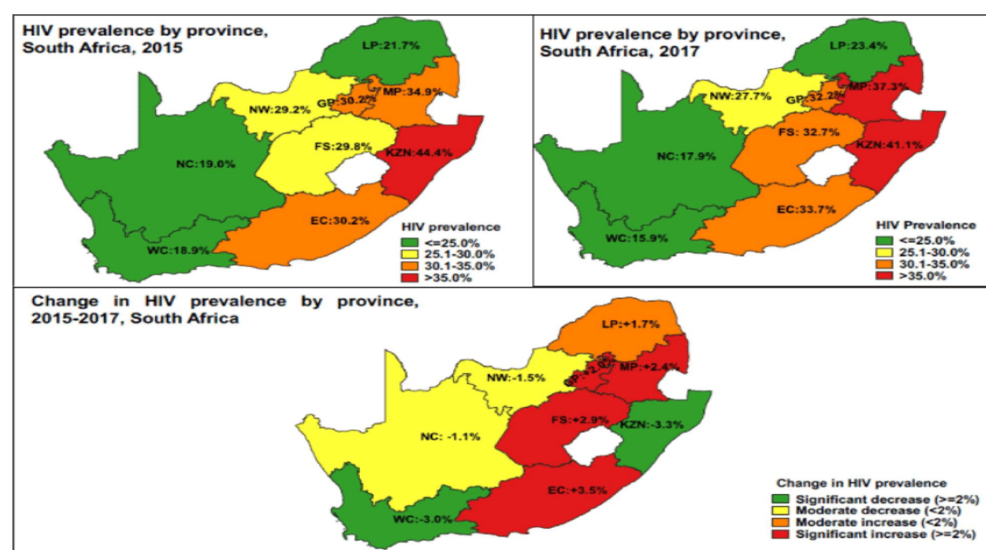 HIV prevalence by province,
South Africa, 2015
LP:21.7%
MP:34.9%
GP:30.2%
NW:29.2%
FS:29.8%
KZN:44.4%
NC:19.0%
EC:30.2%
WC:18.9%
HIV prevalence
<=25.0%
25.1-30.0%
30.1-35.0%
>35.0%
HIV prevalence by province,
South Africa, 2017
LP:23.4%
MP:37.3%
GP:32.2%
NW:27.7%
FS: 32.7%
KZN:41.1%
NC:17.9%
EC:33.7%
WC:15.9%
HIV Prevalence
<=25.0%
25.1-30.0%
30.1-35.0%
>35.0%
Change in HIV prevalence by province,
2015-2017, South Africa
LP:+1.7%
MP:+2.4%
GP:+2.0%
NW:-1.5%
FS:+2.9%
KZN:-3.3%
NC: -1.1%
EC:+3.5%
WC:-3.0%
Change in HIV prevalence
Significant decrease (>=2%)
Moderate decrease (<2%)
Moderate increase (<2%)
Significant increase (>=2%)